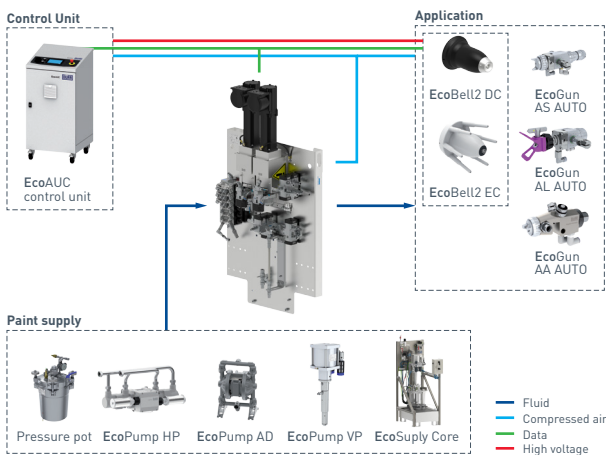 Control Unit
Application
EcoBell2 DC
EcoGun
AS AUTO
EcoAUC
control unit
EcoBell2 EC
EcoGun
AL AUTO
EcoGun
AA AUTO
Paint supply
Pressure pot
EcoPump HP
EcoPump AD
EcoPump VP
EcoSuply Core
Fluid
Compressed air
Data
High voltage